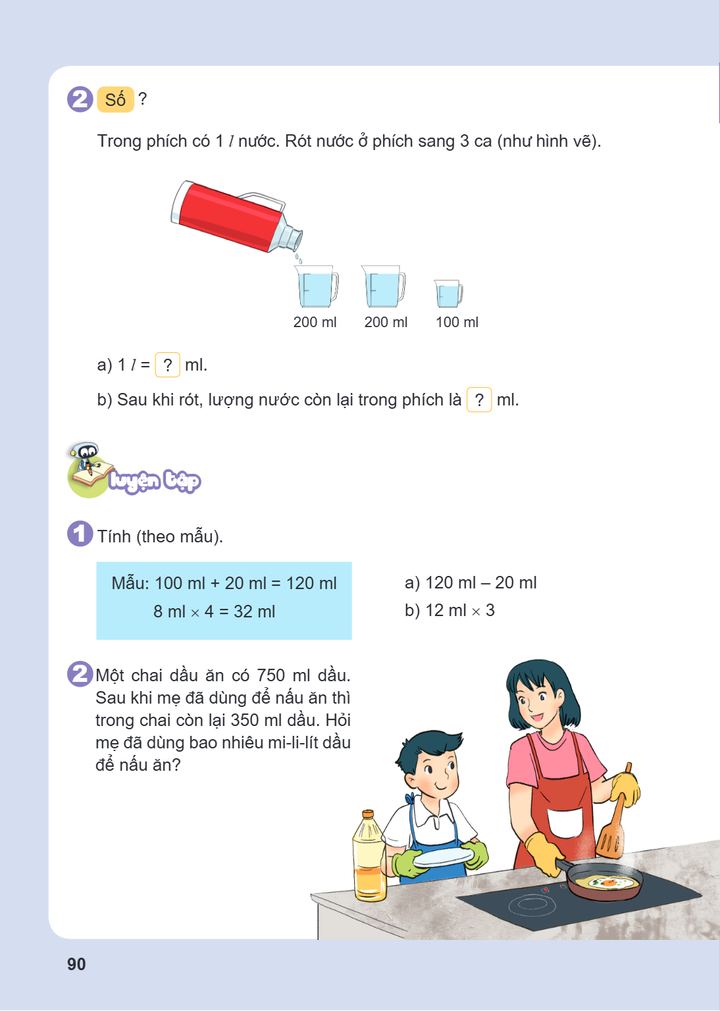 2 Số ?
Trong phích có 1 l nước. Rót nước ở phích sang 3 ca (như hình vẽ).
200 ml 200 ml 100 ml
a) 1 l = ? ml.
b) Sau khi rót, lượng nước còn lại trong phích là ? ml.
luyện tập
1 Tính (theo mẫu).
Mẫu: 100 ml + 20 ml = 120 ml
8 ml × 4 = 32 ml
a) 120 ml – 20 ml
b) 12 ml × 3
2 Một chai dầu ăn có 750 ml dầu.
Sau khi mẹ đã dùng để nấu ăn thì
trong chai còn lại 350 ml dầu. Hỏi
mẹ đã dùng bao nhiêu mi-li-lít dầu
để nấu ăn?
90